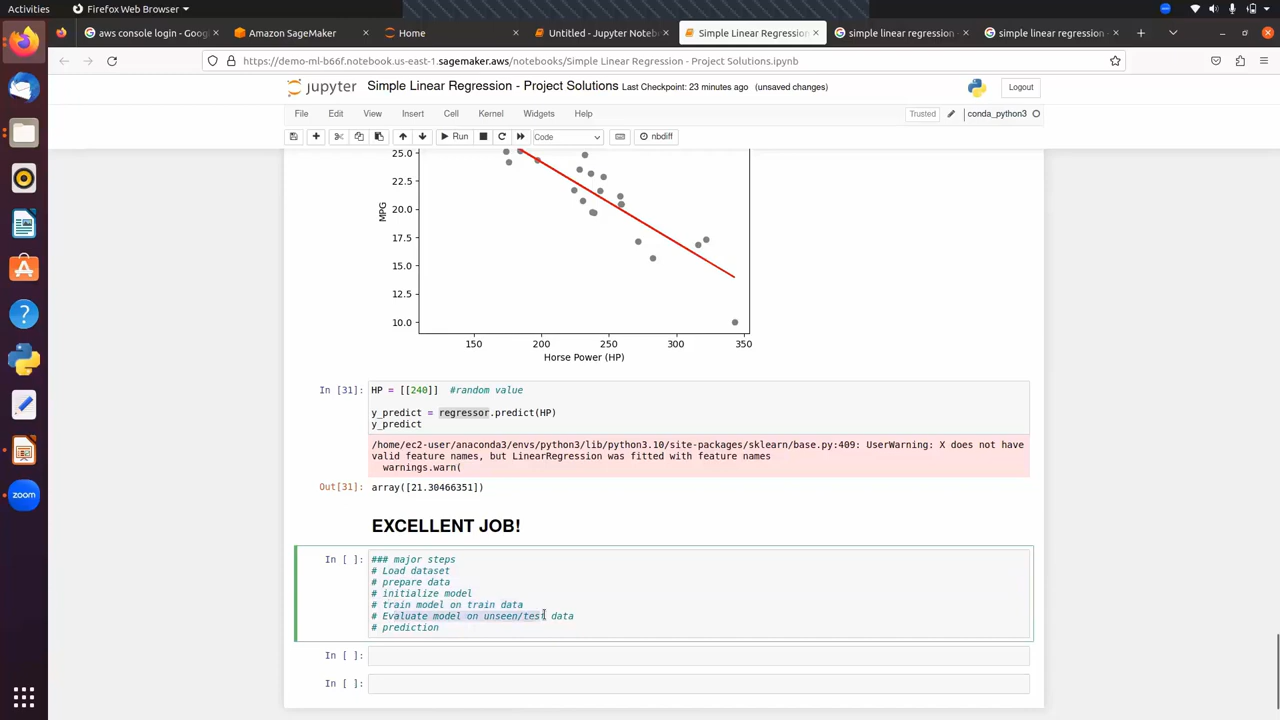 Activities
Firefox Web Browser
aws console login - Goog
Amazon SageMaker
Home
Untitled - Jupyter Noteb
Simple Linear Regression
simple linear regression
simple linear regression -
https://demo-ml-b66f.notebook.us-east-1.sagemaker.aws/notebooks/Simple Linear Regression - Project Solutions.ipynb
jupyter
Simple Linear Regression - Project Solutions Last Checkpoint: 23 minutes ago (unsaved changes)
Logout
File Edit View Insert Cell Kernel Widgets Help
Trusted
conda_python3
Run
Code
nbdiff
25.0
22.5
20.0
17.5
15.0
12.5
10.0
MPG
150 200 250 300 350
Horse Power (HP)
In [31]: HP = [[240]] #random value
y_predict = regressor.predict(HP)
y_predict
/home/ec2-user/anaconda3/envs/python3/lib/python3.10/site-packages/sklearn/base.py:409: UserWarning: X does not have
valid feature names, but LinearRegression was fitted with feature names
warnings.warn(
Out[31]: array([21.30466351])
EXCELLENT JOB!
In [ ]: ### major steps
# Load dataset
# prepare data
# initialize model
# train model on train data
# Evaluate model on unseen/test data
# prediction
In [ ]:
In [ ]:
zoom